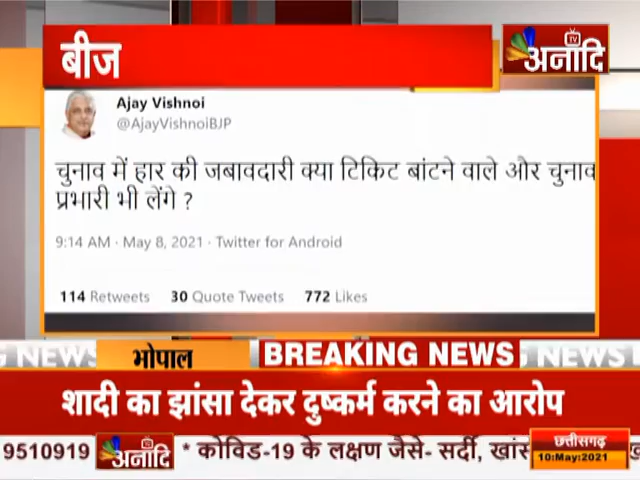 बीज
TV
अनादि
Ajay Vishnoi
@AjayVishnoiBJP
चुनाव में हार की जबावदारी क्या टिकिट बांटने वाले और चुनाव
प्रभारी भी लेंगे ?
9:14 AM · May 8, 2021 · Twitter for Android
114 Retweets 30 Quote Tweets 772 Likes
NEWS भोपाल BREAKING NEWS NEWS
शादी का झांसा देकर दुष्कर्म करने का आरोप
9510919 अनादि TV * कोविड-19 के लक्षण जैसे- सर्दी,
छत्तीसगढ़
10:May:2021